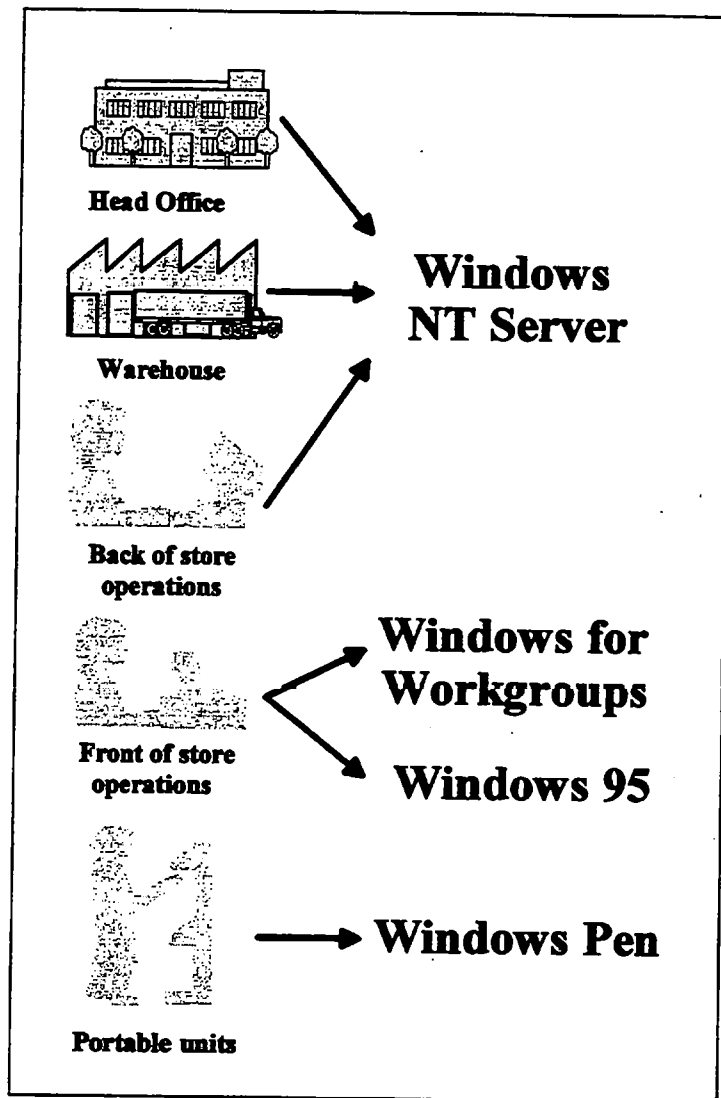 Head Office
Windows
NT Server
Warehouse
Back of store
operations
Windows for
Workgroups
Front of store
operations
Windows 95
Windows Pen
Portable units